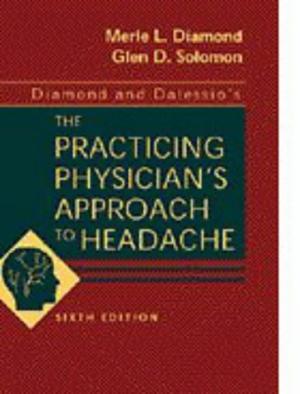 Merle L. Diamond
Glen D. Solomon
Diamond and Dalessio's
THE
PRACTICING
PHYSICIAN'S
APPROACH
TO HEADACHE
SIXTH EDITION